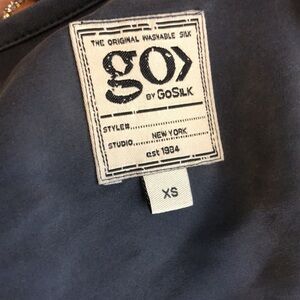 THE ORIGINAL WASHABLE SILK
go>
BY GOSILK
STYLE#
STUDIO NEW YORK
est 1984
XS